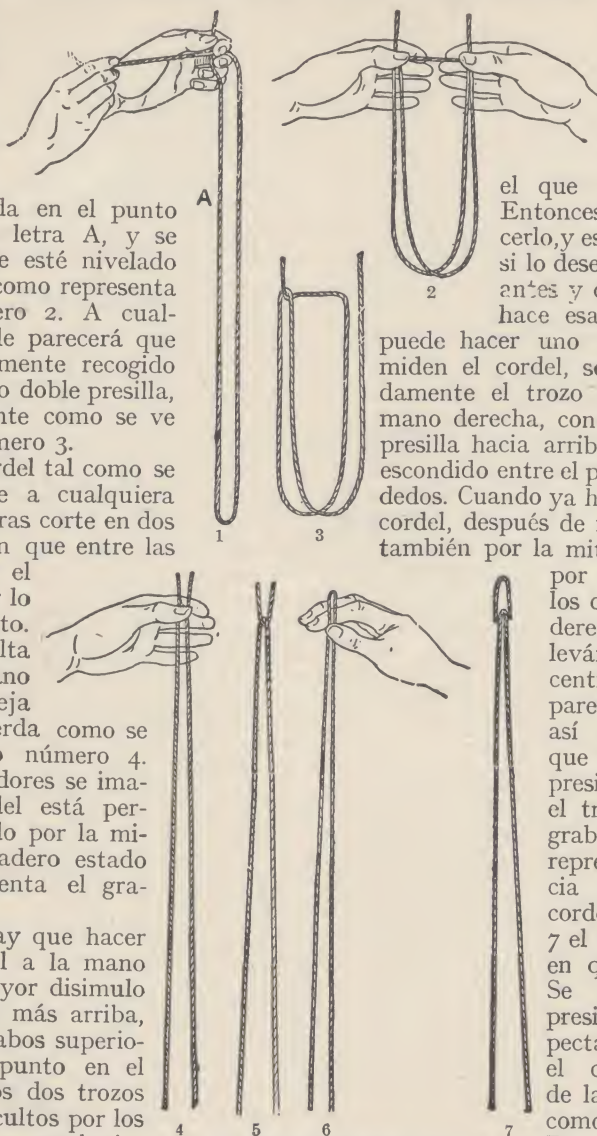 da en el punto
letra A, y se
e esté nivelado
como representa
ero 2. A cual-
le parecerá que
mente recogido
o doble presilla,
nte como se ve
mero 3.
rdel tal como se
e a cualquiera
ras corte en dos
n que entre las
el
r lo
to.
lta
ano
eja
erda como se
o número 4.
dores se ima-
del está per-
do por la mi-
adero estado
enta el gra-
ay que hacer
l a la mano
yor disimulo
más arriba,
abos superio-
punto en el
os dos trozos
cultos por los
A
1
2
3
el que
Entonces
cerlo, y es
si lo dese
antes y
hace esa
puede hacer uno
miden el cordel, se
damente el trozo
mano derecha, con
presilla hacia arrib
escondido entre el p
dedos. Cuando ya h
cordel, después de
también por la mit
por
los
dere
levá
centi
pare
así
que
presi
el tr
grab
repre
cia
cord
7 el
en q
Se
presi
pecta
el
de la
como
4
5
6
7